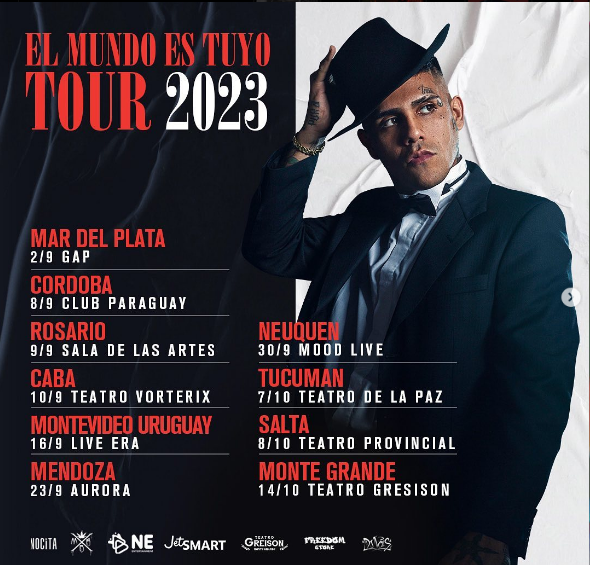 EL MUNDO ES TUYO
TOUR 2023
MAR DEL PLATA
2/9 GAP
CORDOBA
8/9 CLUB PARAGUAY
ROSARIO
9/9 SALA DE LAS ARTES
CABA
10/9 TEATRO VORTERIX
MONTEVIDEO URUGUAY
16/9 LIVE ERA
MENDOZA
23/9 AURORA
NEUQUEN
30/9 MOOD LIVE
TUCUMAN
7/10 TEATRO DE LA PAZ
SALTA
8/10 TEATRO PROVINCIAL
MONTE GRANDE
14/10 TEATRO GRESISON
NOCITA
NE
ENTERTAINMENT
JetSMART
TEATRO
GREISON
FREEDOM
STORE